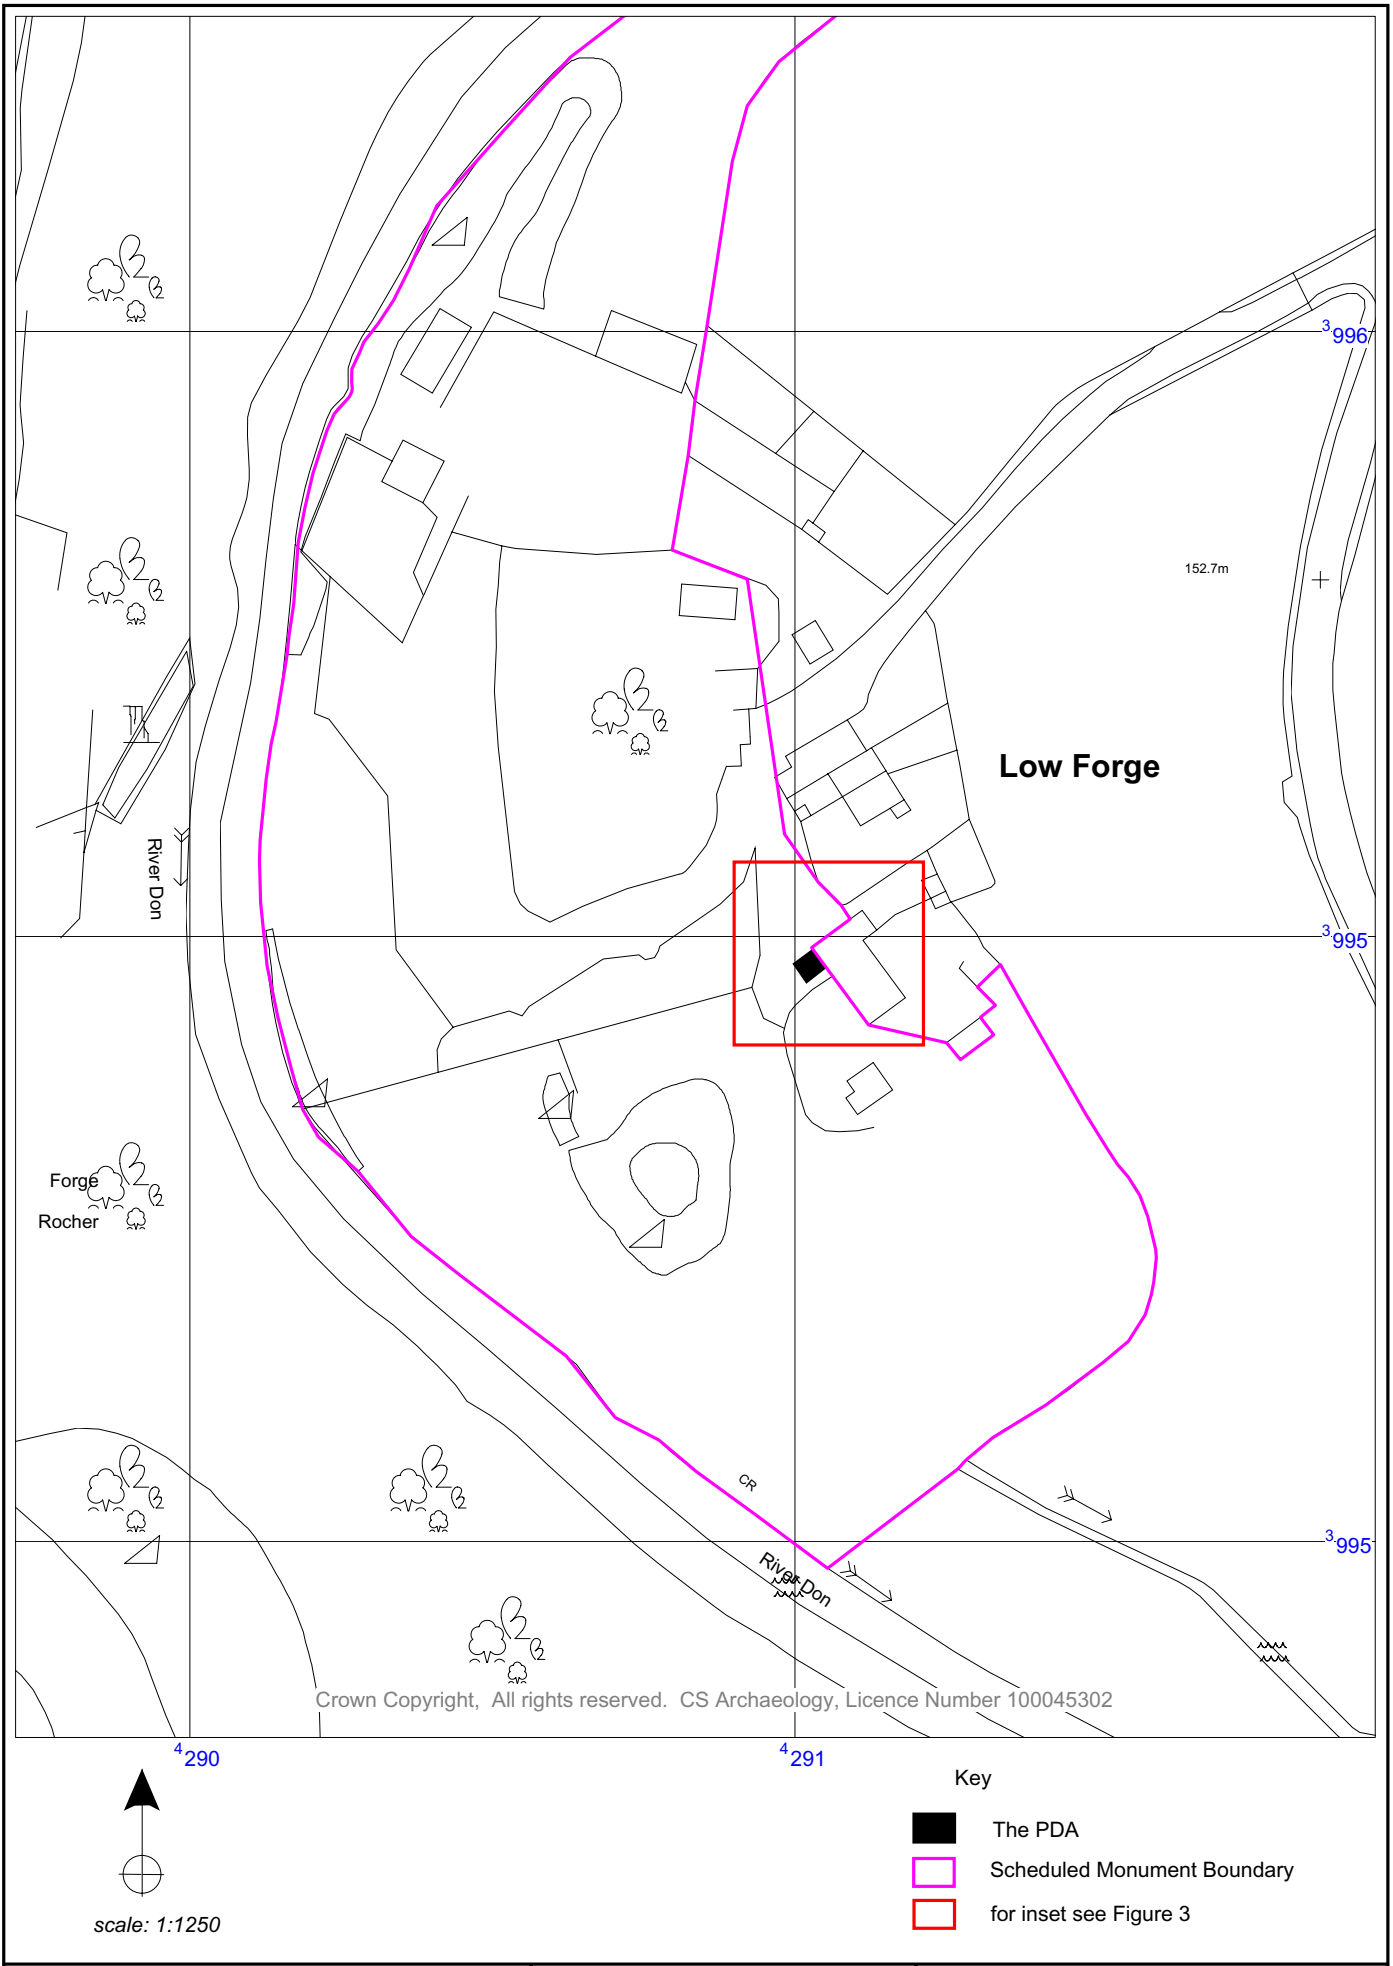 3996
152.7m
Low Forge
River Don
3995
Forge
Rocher
CR
3995
River Don
Crown Copyright, All rights reserved. CS Archaeology, Licence Number 100045302
4290
4291
Key
The PDA
Scheduled Monument Boundary
for inset see Figure 3
scale: 1:1250